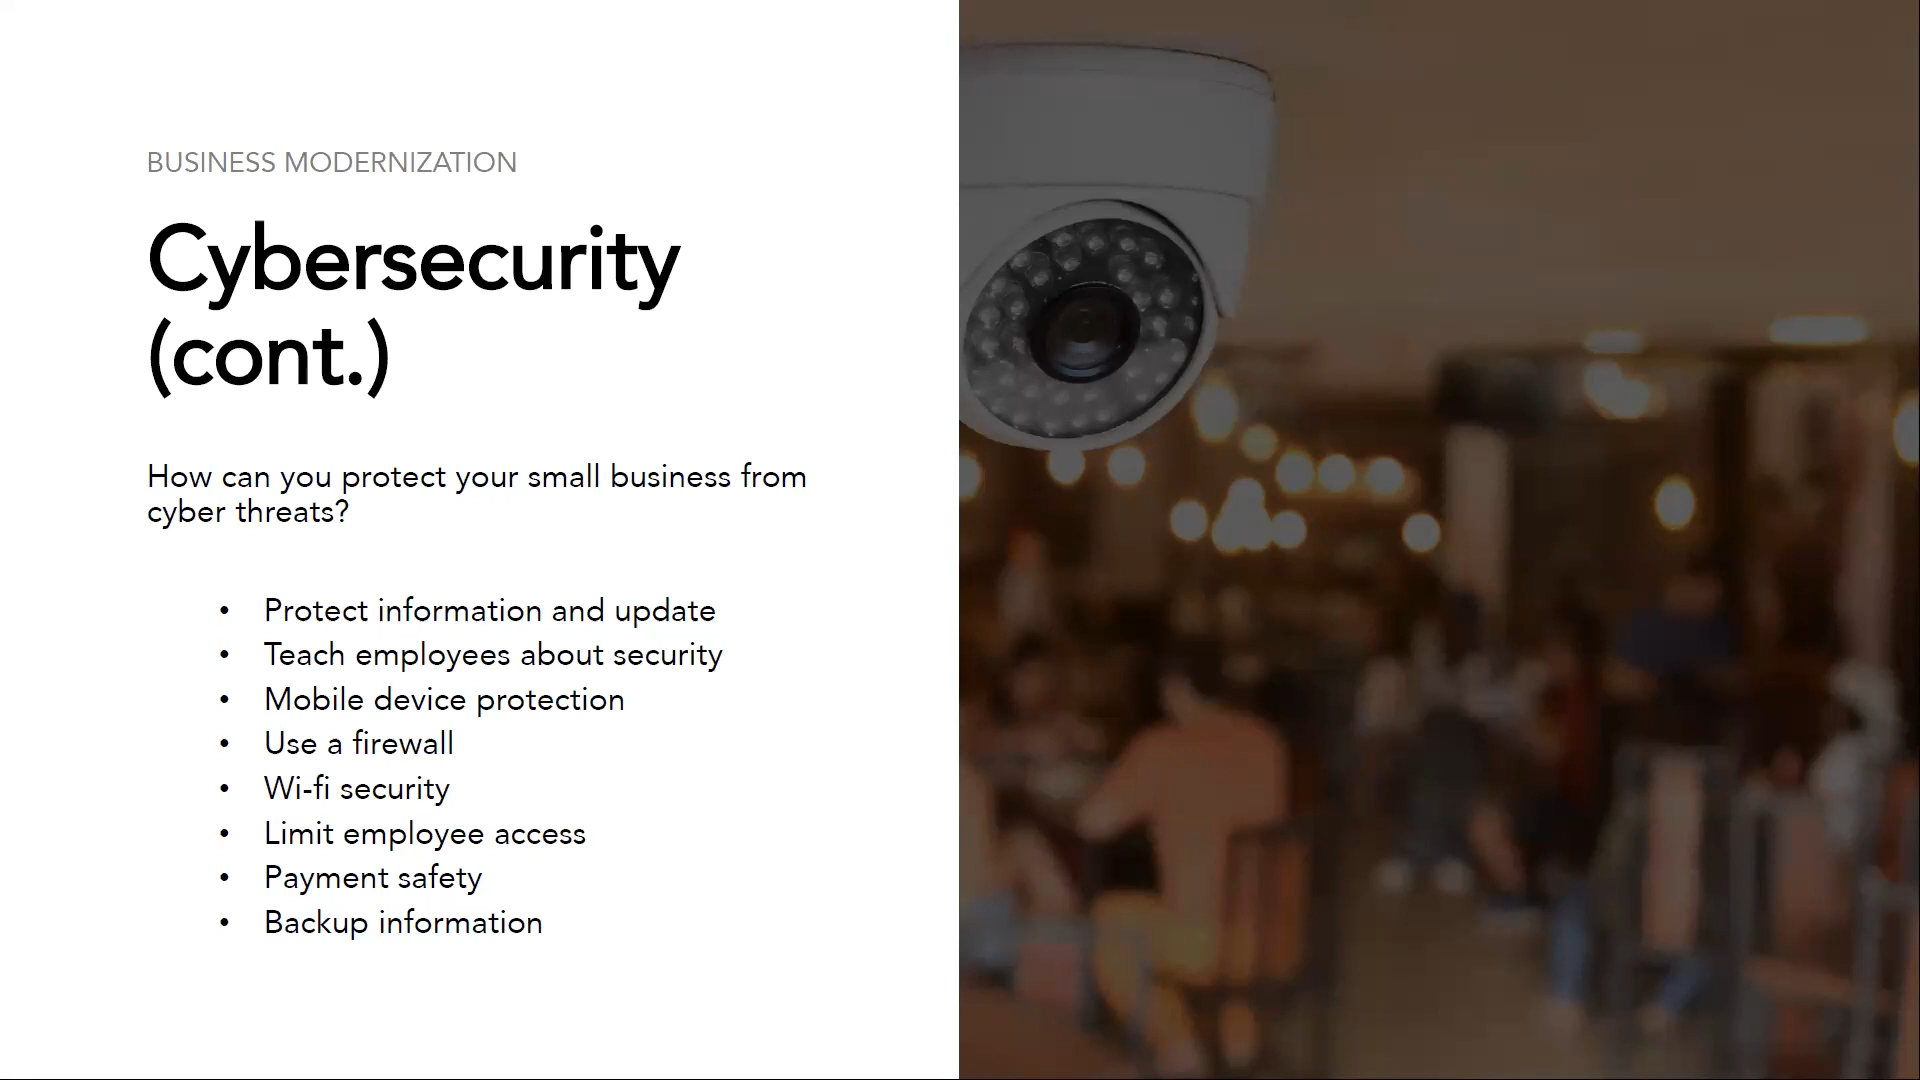 BUSINESS MODERNIZATION
Cybersecurity
(cont.)
How can you protect your small business from
cyber threats?
• Protect information and update
• Teach employees about security
• Mobile device protection
• Use a firewall
• Wi-fi security
• Limit employee access
• Payment safety
• Backup information